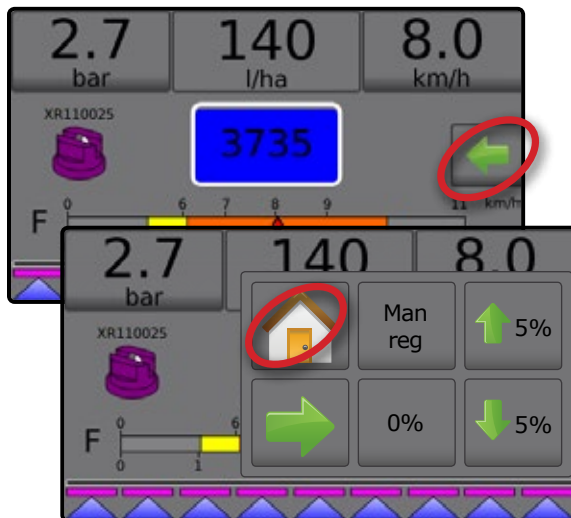 2.7 140 8.0
bar l/ha km/h
XR110025
3735
0 6 7 8 9 11 km/h
F
2.7 140 8.0
bar
XR110025
Man
reg
5%
0 6
F
0 1
0%
5%